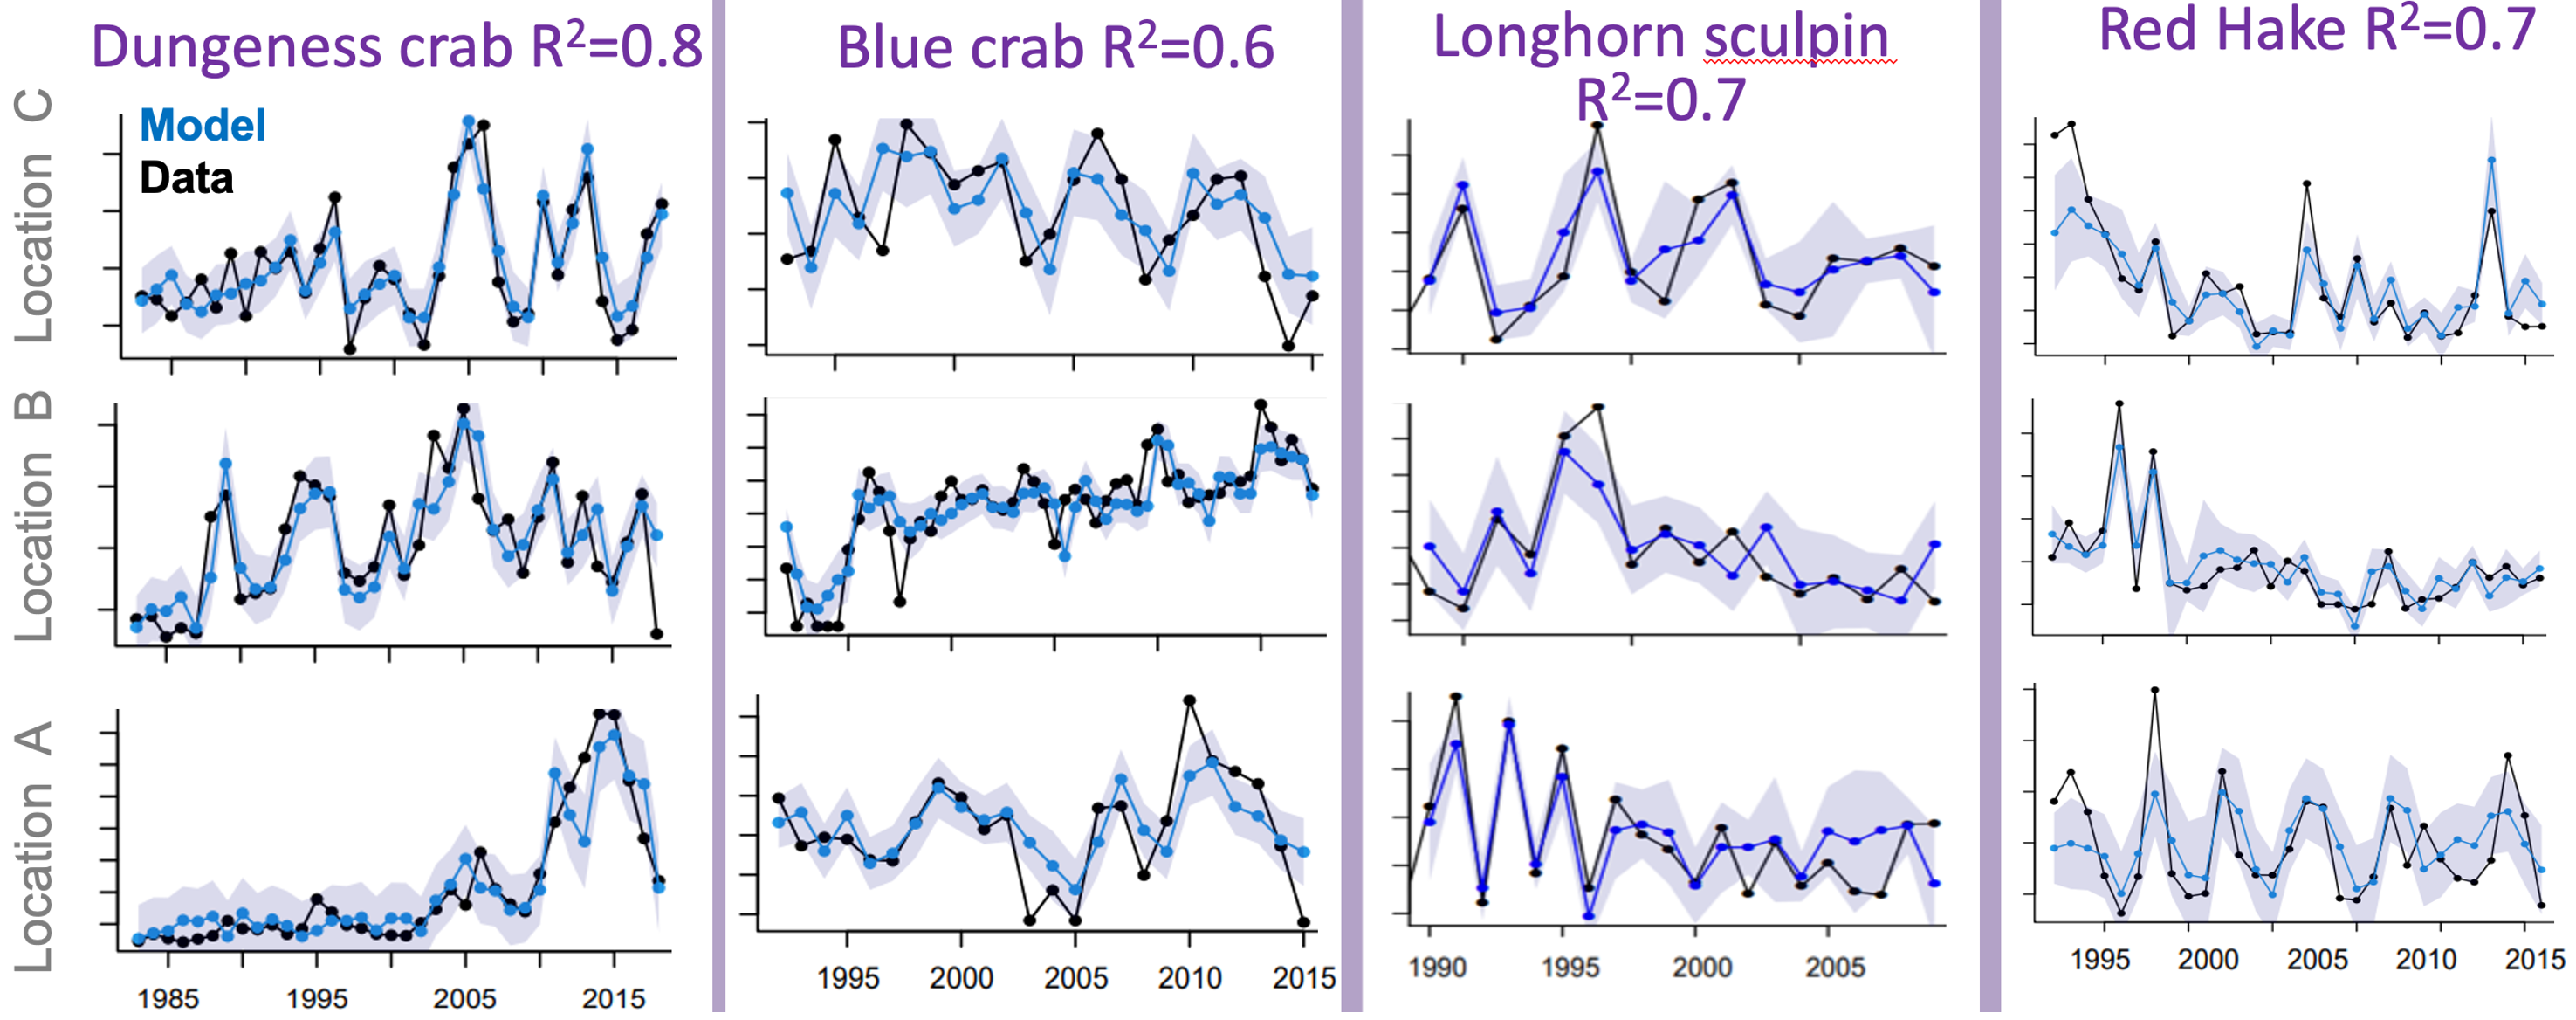 Dungeness crab R²=0.8
Blue crab R²=0.6
Longhorn sculpin
R²=0.7
Red Hake R²=0.7
Model
Data
Location C
Location B
Location A
1985 1995 2005 2015
1995 2000 2005 2010 2015
1990 1995 2000 2005
1995 2000 2005 2010 2015